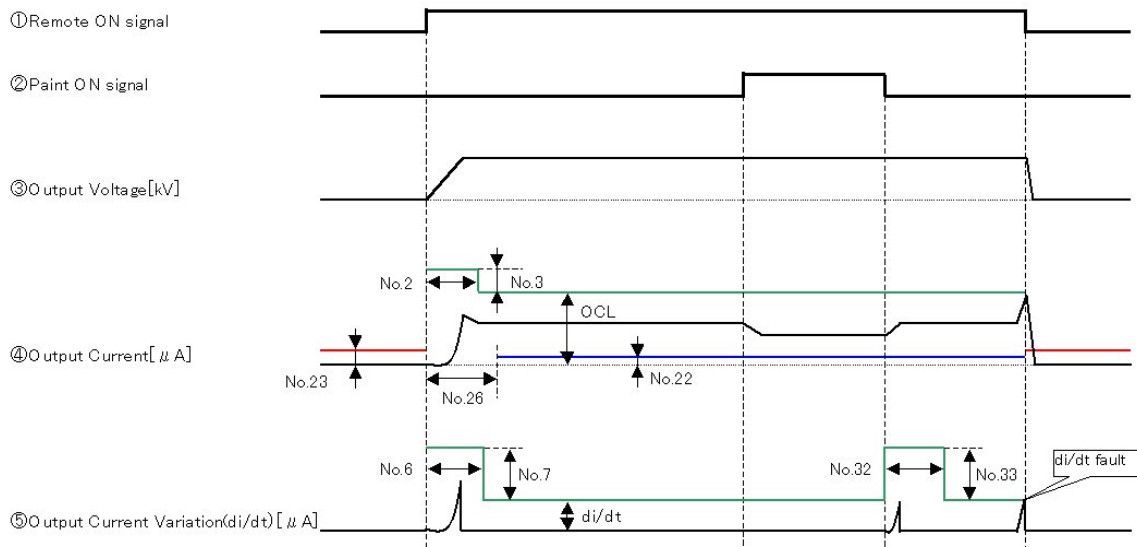 ①Remote ON signal
②Paint ON signal
③Output Voltage[kV]
No.2
No.3
OCL
④Output Current[μA]
No.23
No.26
No.22
No.6
No.7
No.32
No.33
di/dt fault
di/dt
⑤Output Current Variation(di/dt)[μA]